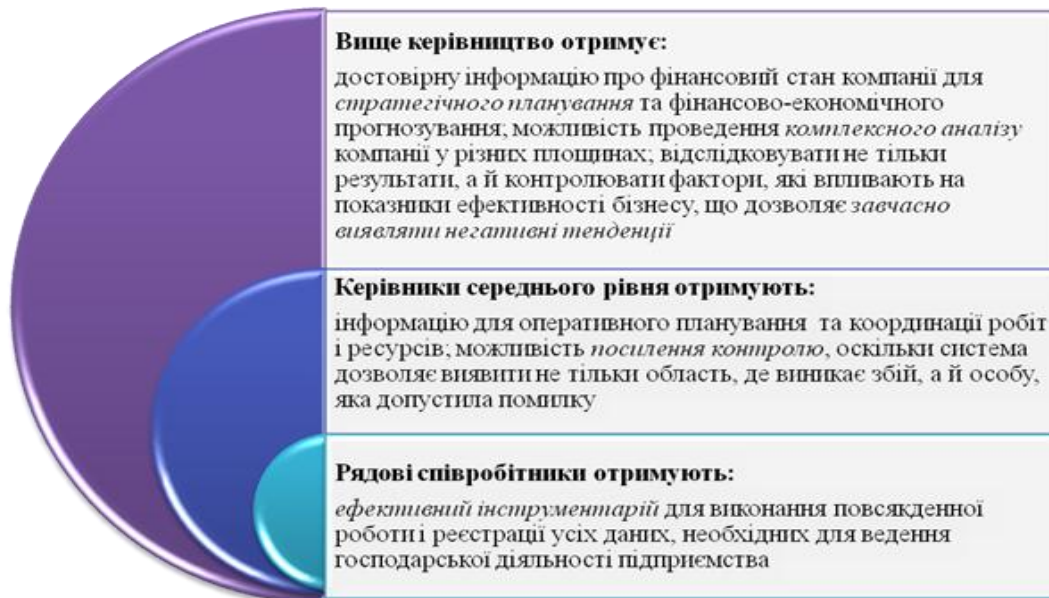 Вище керівництво отримує:
достовірну інформацію про фінансовий стан компанії для
стратегічного планування та фінансово-економічного
прогнозування; можливість проведення комплексного аналізу
компанії у різних площинах; відслідковувати не тільки
результати, а й контролювати фактори, які впливають на
показники ефективності бізнесу, що дозволяє завчасно
виявляти негативні тенденції
Керівники середнього рівня отримують:
інформацію для оперативного планування та координації робіт
і ресурсів; можливість посилення контролю, оскільки система
дозволяє виявити не тільки область, де виникає збій, а й особу,
яка допустила помилку
Рядові співробітники отримують:
ефективний інструментарій для виконання повсякденної
роботи і реєстрації усіх даних, необхідних для ведення
господарської діяльності підприємства